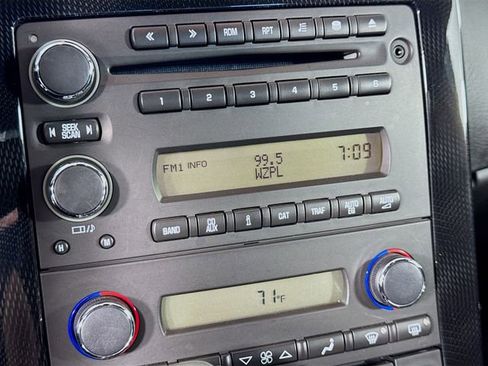 RDM RPT
1 2 3 4 5 6
SEEK
SCAN
FM1 INFO 99.5 7:09
WZPL
BAND CD AUX i CAT TRAF AUTO EQ AUTO
H M
71°F